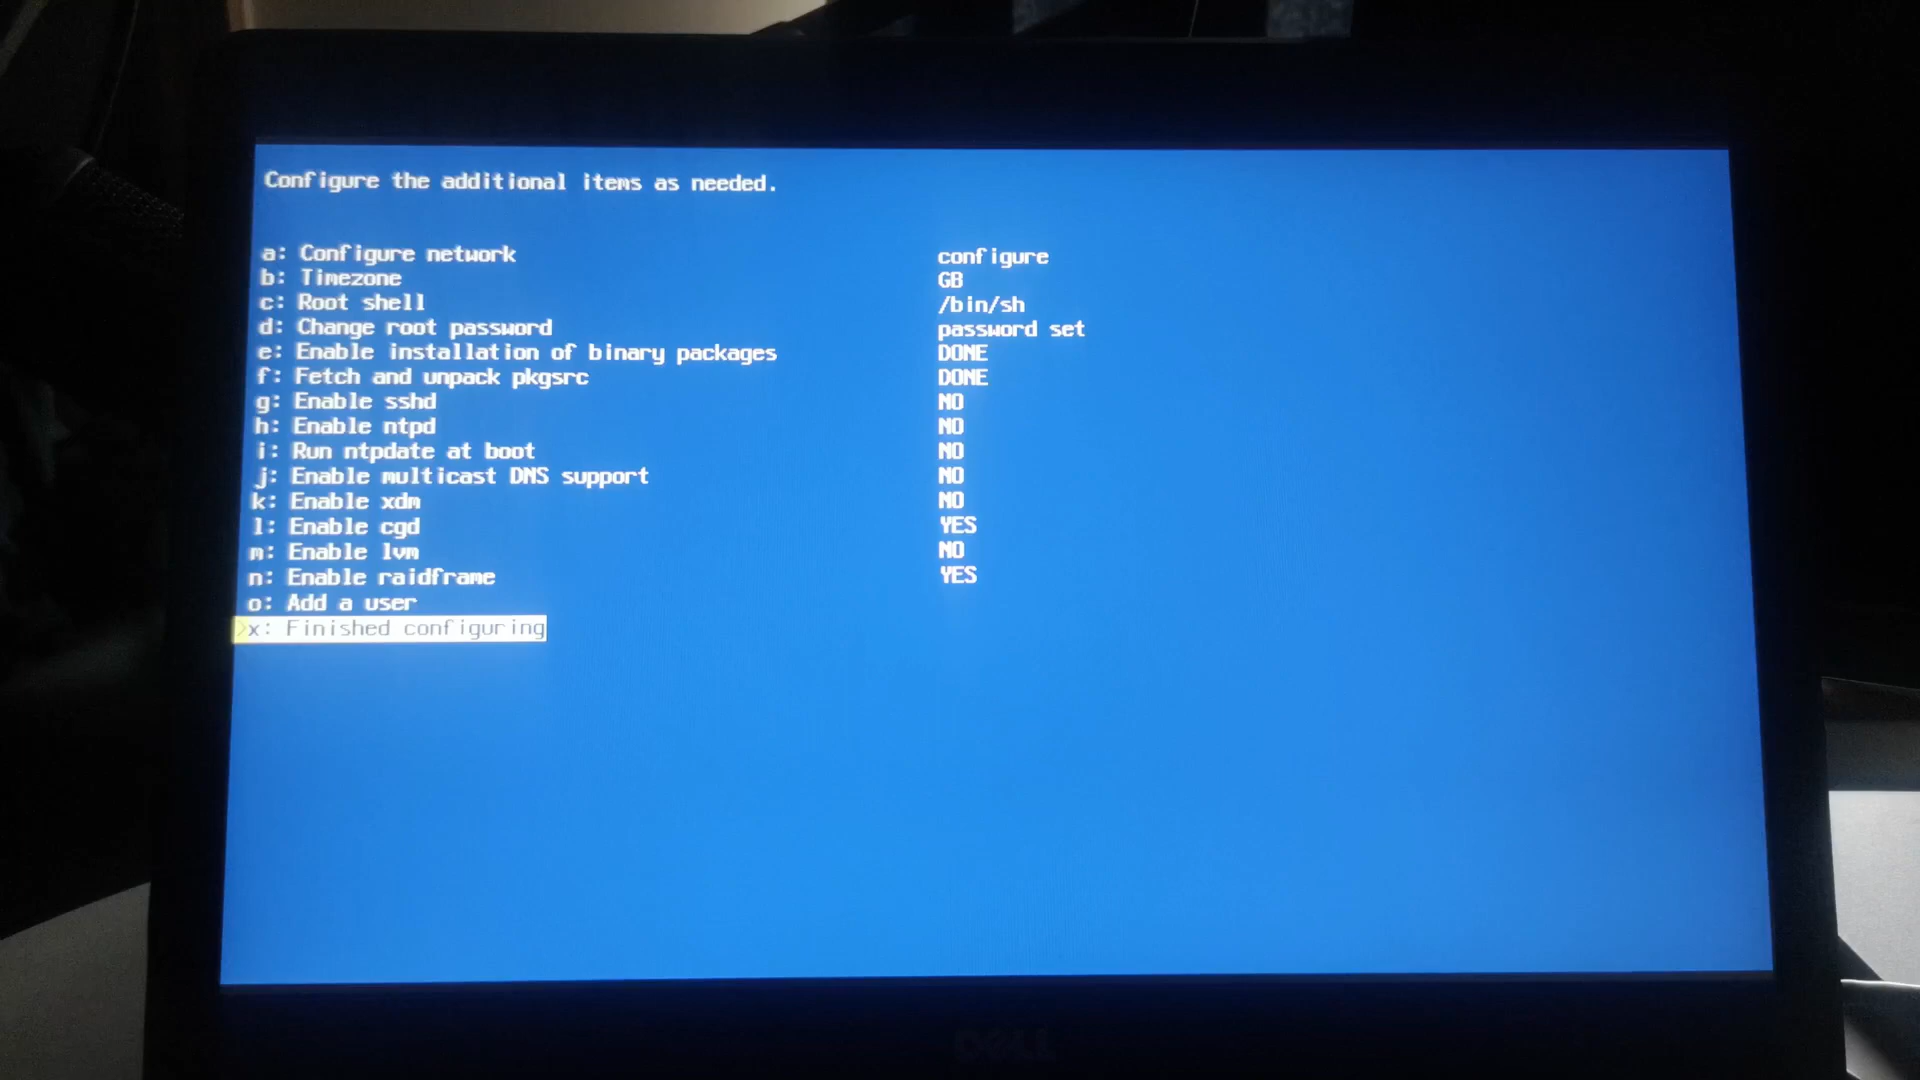 Configure the additional items as needed.
a: Configure network configure
b: Timezone GB
c: Root shell /bin/sh
d: Change root password password set
e: Enable installation of binary packages DONE
f: Fetch and unpack pkgsrc DONE
g: Enable sshd NO
h: Enable ntpd NO
i: Run ntpdate at boot NO
j: Enable multicast DNS support NO
k: Enable xdm NO
l: Enable cgd YES
m: Enable lvm NO
n: Enable raidframe YES
o: Add a user
>x: Finished configuring
DELL